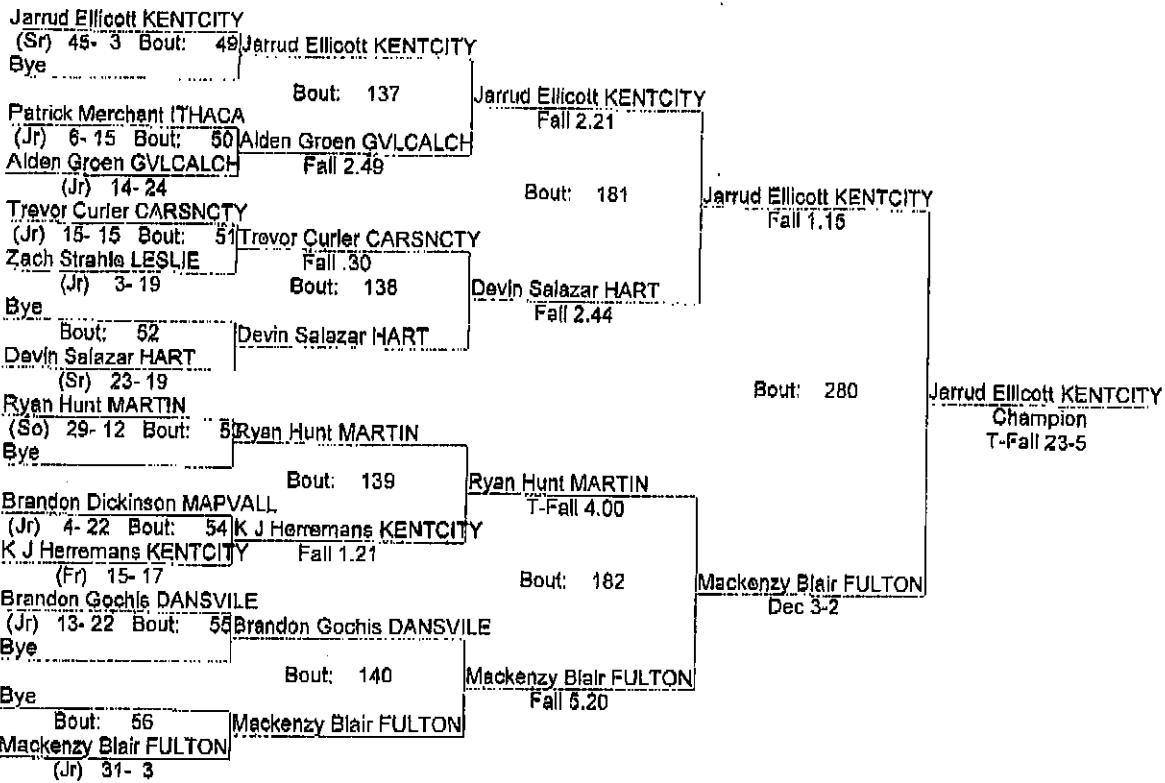 Jarrud Ellicott KENTCITY
(Sr) 45- 3 Bout: 49
Bye
Patrick Merchant ITHACA
(Jr) 6- 15 Bout: 50
Alden Groen GVLCALCH
(Jr) 14- 24
Trevor Curler CARSNCTY
(Jr) 15- 15 Bout: 51
Zach Strahle LESLIE
(Jr) 3- 19
Bye
Bout: 52
Devin Salazar HART
(Sr) 23- 19
Ryan Hunt MARTIN
(So) 29- 12 Bout: 53
Bye
Brandon Dickinson MAPVALL
(Jr) 4- 22 Bout: 54
K J Herremans KENTCITY
(Fr) 15- 17
Brandon Gochis DANSVILE
(Jr) 13- 22 Bout: 55
Bye
Bye
Bout: 56
Mackenzy Blair FULTON
(Jr) 31- 3
Jarrud Ellicott KENTCITY
Bout: 137
Alden Groen GVLCALCH
Fall 2.49
Trevor Curler CARSNCTY
Fall .30
Bout: 138
Devin Salazar HART
Ryan Hunt MARTIN
Bout: 139
K J Herremans KENTCITY
Fall 1.21
Brandon Gochis DANSVILE
Bout: 140
Mackenzy Blair FULTON
Jarrud Ellicott KENTCITY
Fall 2.21
Bout: 181
Devin Salazar HART
Fall 2.44
Ryan Hunt MARTIN
T-Fall 4.00
Bout: 182
Mackenzy Blair FULTON
Fall 5.20
Jarrud Ellicott KENTCITY
Fall 1.15
Bout: 280
Mackenzy Blair FULTON
Dec 3-2
Jarrud Ellicott KENTCITY
Champion
T-Fall 23-5